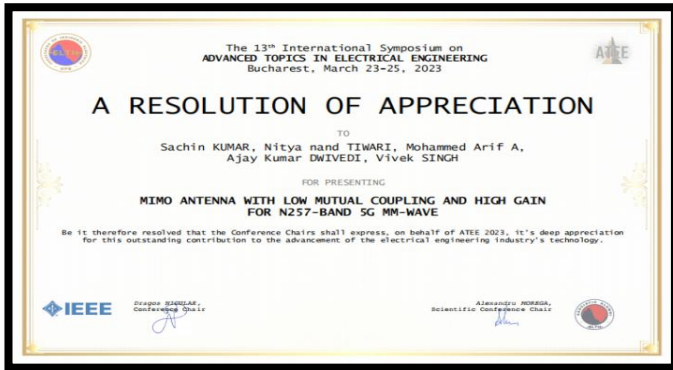 The 13th International Symposium on
ADVANCED TOPICS IN ELECTRICAL ENGINEERING
Bucharest, March 23-25, 2023
ATEE
A RESOLUTION OF APPRECIATION
TO
Sachin KUMAR, Nitya nand TIWARI, Mohammed Arif A,
Ajay Kumar DWIVEDI, Vivek SINGH
FOR PRESENTING
MIMO ANTENNA WITH LOW MUTUAL COUPLING AND HIGH GAIN
FOR N257-BAND 5G MM-WAVE
Be it therefore resolved that the Conference Chairs shall express, on behalf of ATEE 2023, it's deep appreciation
for this outstanding contribution to the advancement of the electrical engineering industry's technology.
IEEE
Dragos NICULAE,
Conference Chair
Alexandru MOREGA,
Scientific Conference Chair